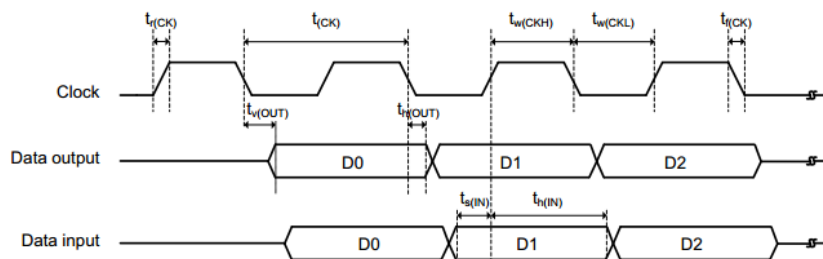 tr(CK) t(CK) tw(CKH) tw(CKL) tf(CK)
Clock
tv(OUT) th(OUT)
Data output D0 D1 D2
ts(IN) th(IN)
Data input D0 D1 D2